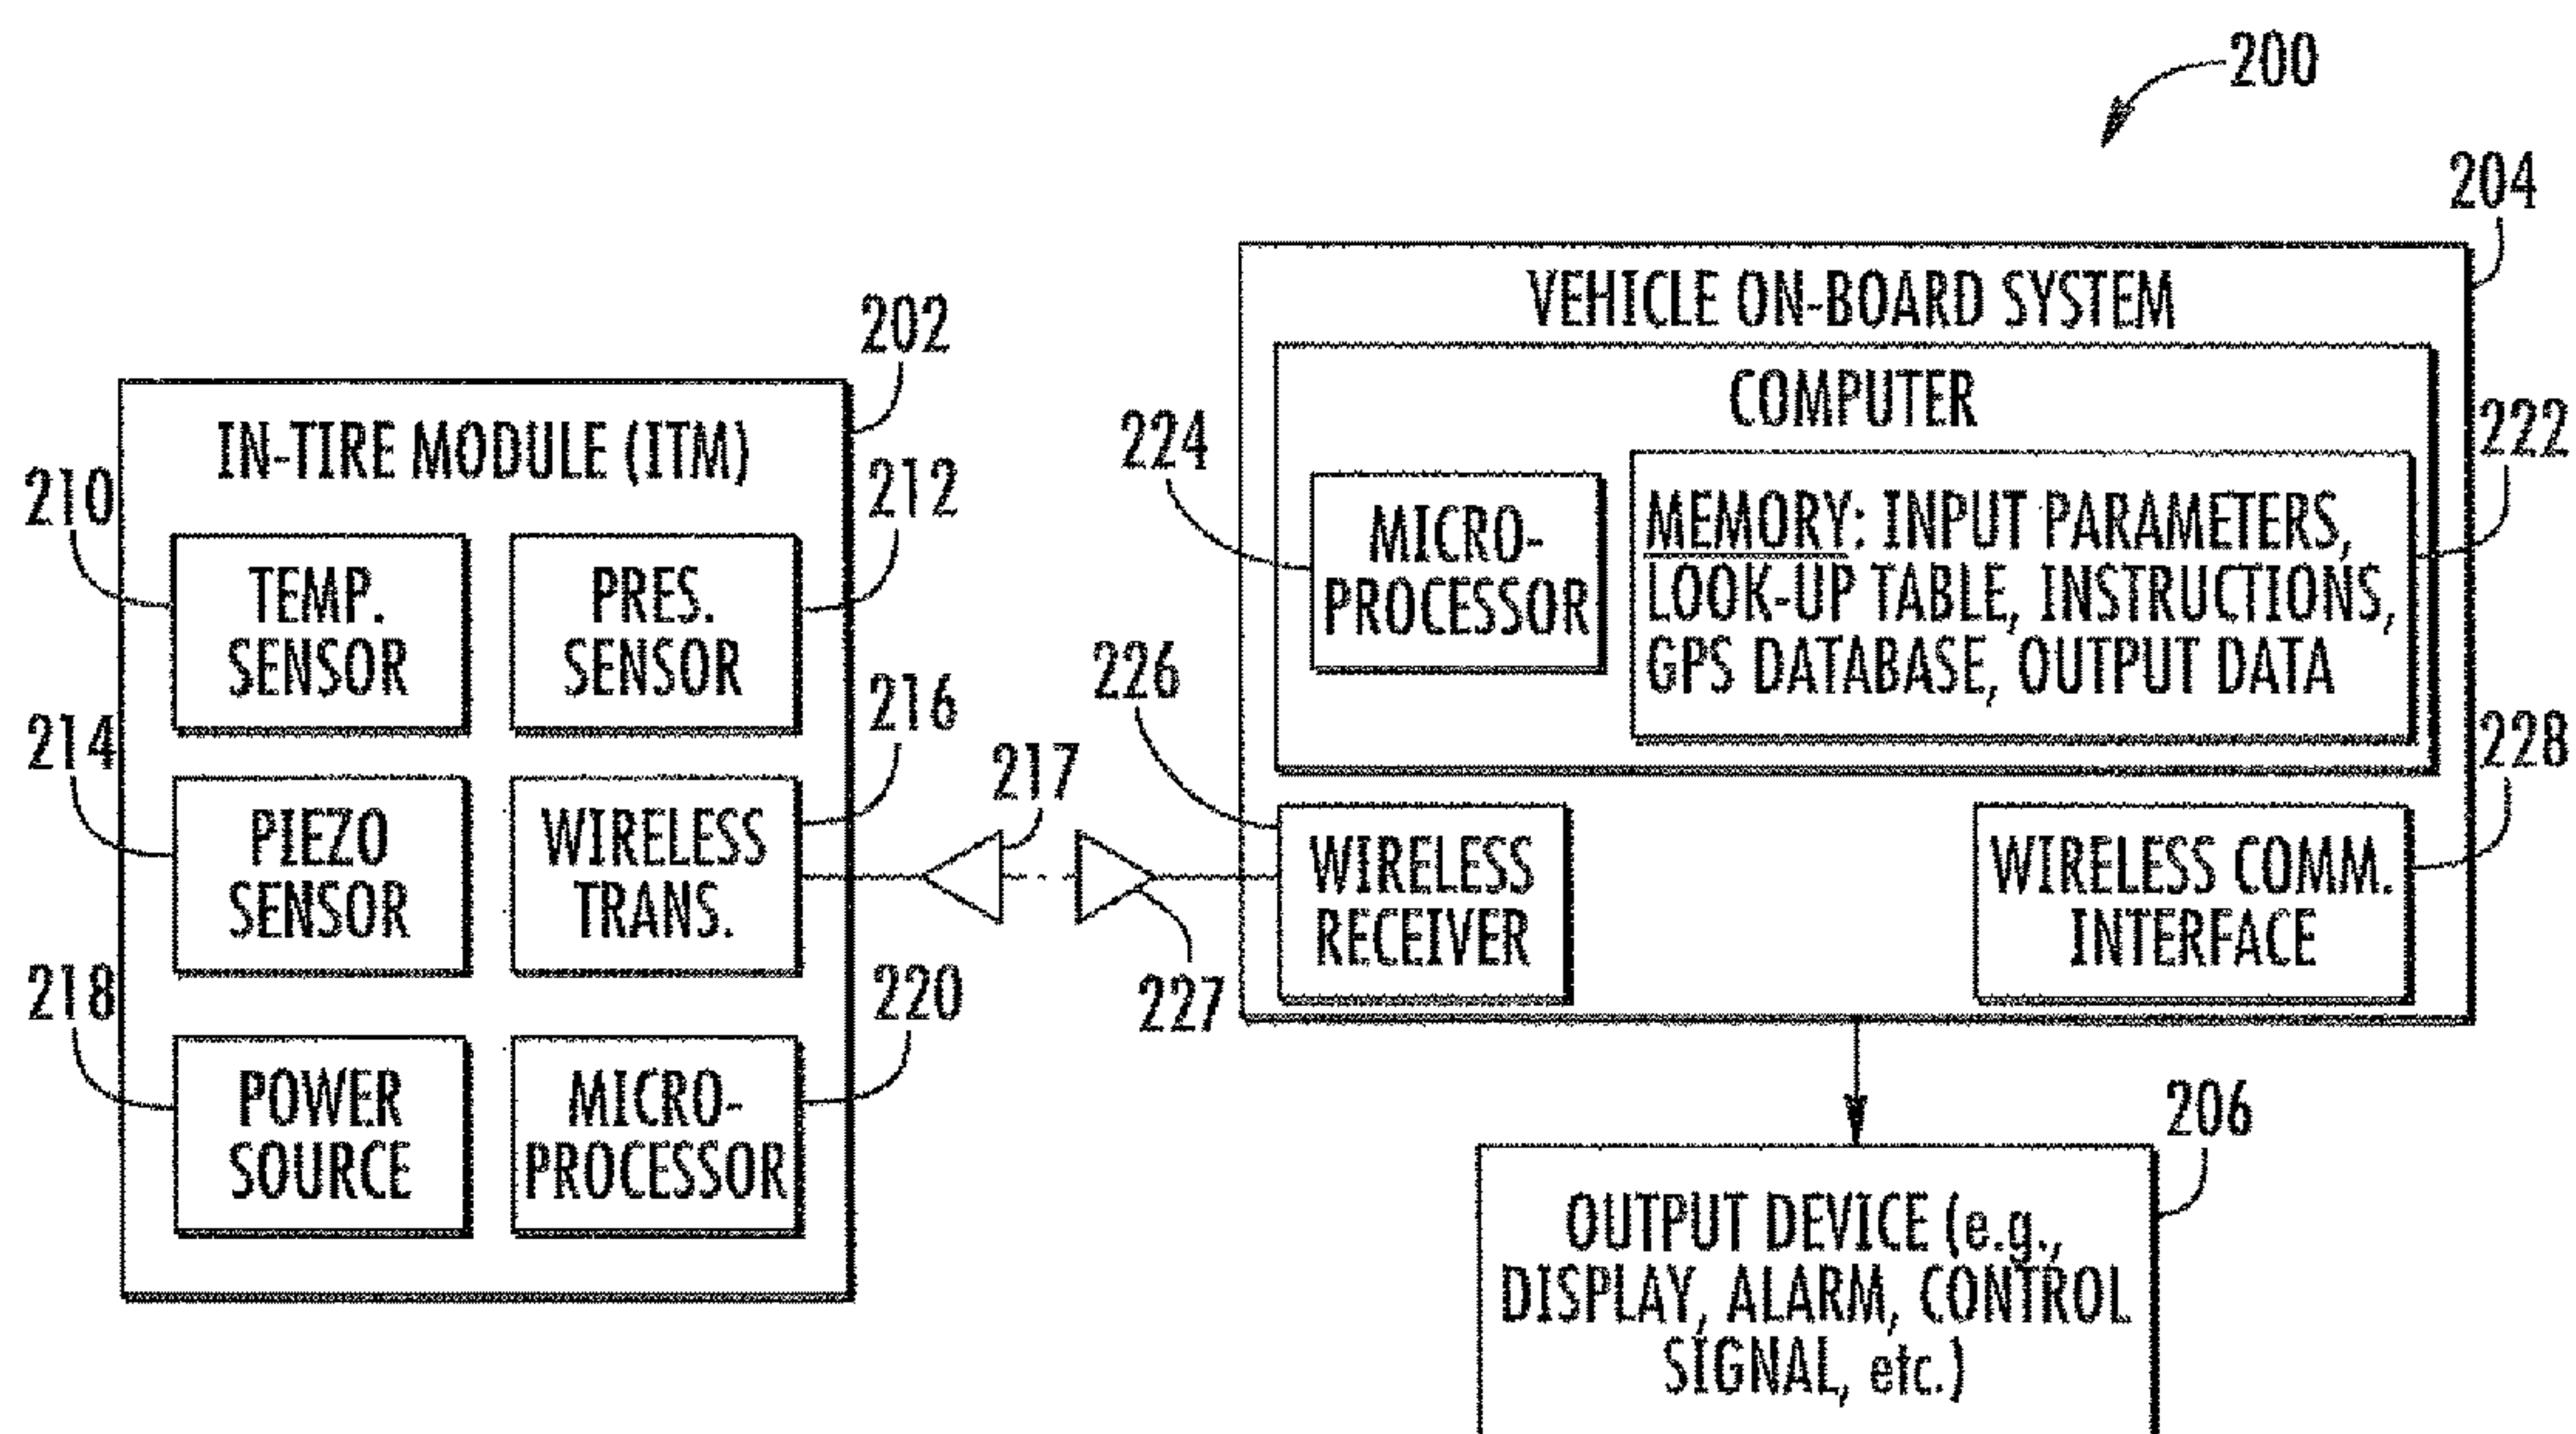 200
204
VEHICLE ON-BOARD SYSTEM
202
COMPUTER
222
224
IN-TIRE MODULE (ITM)
210
212
MICRO-
PROCESSOR
MEMORY: INPUT PARAMETERS,
LOOK-UP TABLE, INSTRUCTIONS,
GPS DATABASE, OUTPUT DATA
TEMP.
SENSOR
PRES.
SENSOR
226
216
214
217
228
PIEZO
SENSOR
WIRELESS
TRANS.
WIRELESS
RECEIVER
WIRELESS COMM.
INTERFACE
218
220
227
POWER
SOURCE
MICRO-
PROCESSOR
206
OUTPUT DEVICE (e.g.,
DISPLAY, ALARM, CONTROL
SIGNAL, etc.)